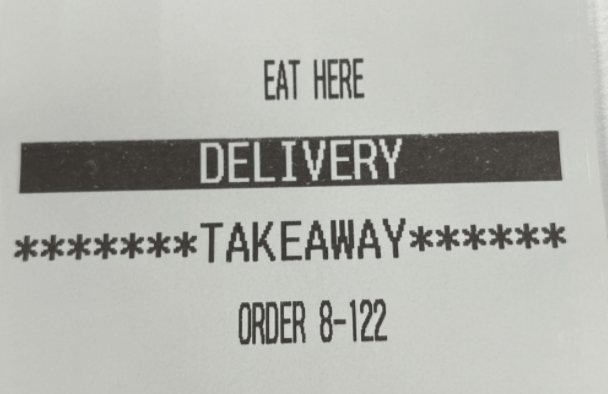 EAT HERE
DELIVERY
*******TAKEAWAY******
ORDER 8-122